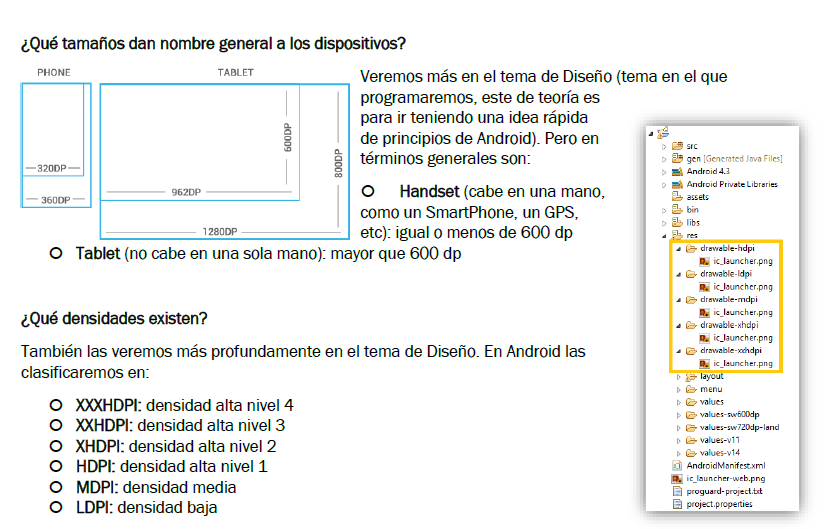 ¿Qué tamaños dan nombre general a los dispositivos?
PHONE
320DP
360DP
TABLET
600DP
800DP
962DP
1280DP
Veremos más en el tema de Diseño (tema en el que
programaremos, este de teoría es
para ir teniendo una idea rápida
de principios de Android). Pero en
términos generales son:
Handset (cabe en una mano,
como un SmartPhone, un GPS,
etc): igual o menos de 600 dp
Tablet (no cabe en una sola mano): mayor que 600 dp
¿Qué densidades existen?
También las veremos más profundamente en el tema de Diseño. En Android las
clasificaremos en:
XXXHDPI: densidad alta nivel 4
XXHDPI: densidad alta nivel 3
XHDPI: densidad alta nivel 2
HDPI: densidad alta nivel 1
MDPI: densidad media
LDPI: densidad baja
src
gen [Generated Java Files]
Android 4.3
Android Private Libraries
assets
bin
libs
res
drawable-hdpi
ic_launcher.png
drawable-ldpi
ic_launcher.png
drawable-mdpi
ic_launcher.png
drawable-xhdpi
ic_launcher.png
drawable-xxhdpi
ic_launcher.png
layout
menu
values
values-sw600dp
values-sw720dp-land
values-v11
values-v14
AndroidManifest.xml
ic_launcher-web.png
proguard-project.txt
project.properties